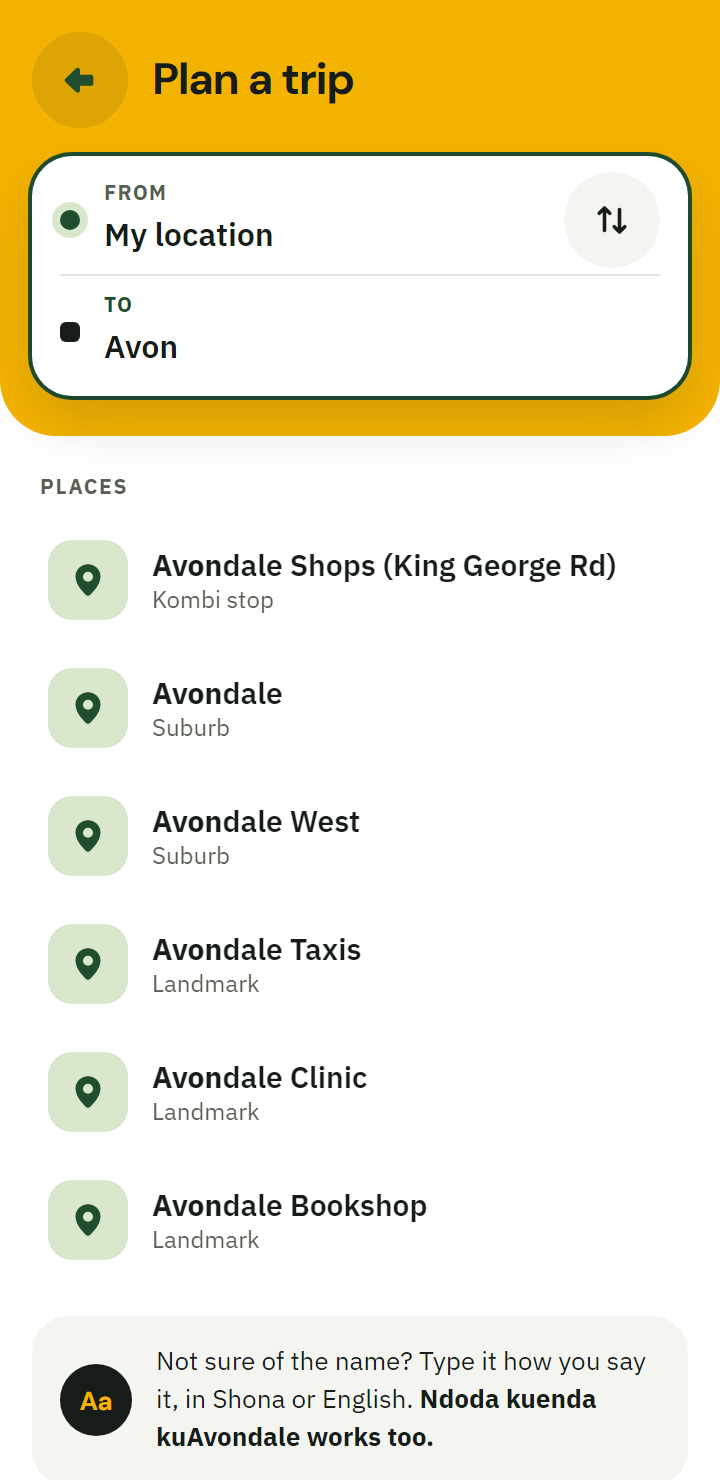 Plan a trip
FROM
My location
TO
Avon
PLACES
Avondale Shops (King George Rd)
Kombi stop
Avondale
Suburb
Avondale West
Suburb
Avondale Taxis
Landmark
Avondale Clinic
Landmark
Avondale Bookshop
Landmark
Aa
Not sure of the name? Type it how you say
it, in Shona or English. Ndoda kuenda
kuAvondale works too.